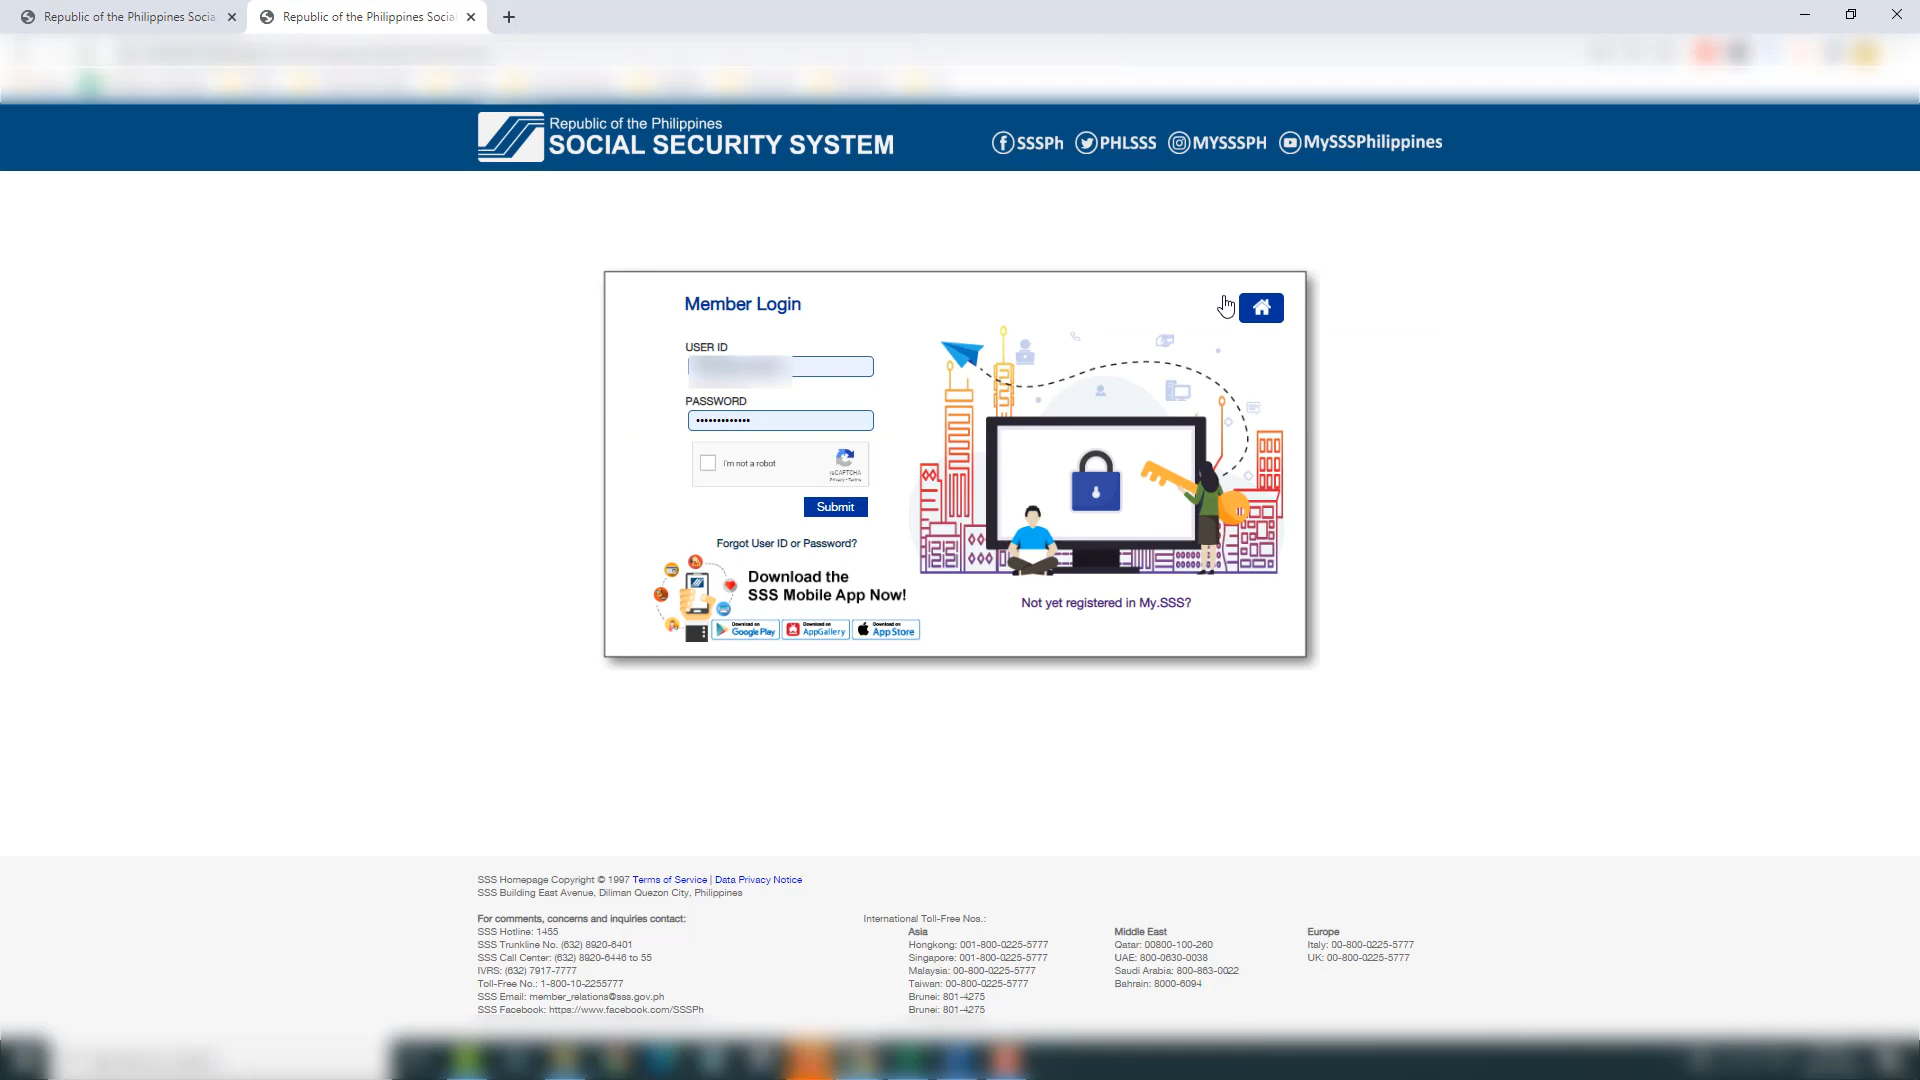 Republic of the Philippines Socia
Republic of the Philippines Socia
Republic of the Philippines
SOCIAL SECURITY SYSTEM
SSSPh
PHLSSS
MYSSSPH
MySSSPhilippines
Member Login
USER ID
PASSWORD
•••••••••••••
I'm not a robot
reCAPTCHA
Privacy - Terms
Submit
Forgot User ID or Password?
Download the
SSS Mobile App Now!
Download on
Google Play
Download on
AppGallery
Download on
App Store
Not yet registered in My.SSS?
SSS Homepage Copyright © 1997 Terms of Service | Data Privacy Notice
SSS Building East Avenue, Diliman Quezon City, Philippines
For comments, concerns and inquiries contact:
SSS Hotline: 1455
SSS Trunkline No. (632) 8920-6401
SSS Call Center: (632) 8920-6446 to 55
IVRS: (632) 7917-7777
Toll-Free No.: 1-800-10-2255777
SSS Email: member_relations@sss.gov.ph
SSS Facebook: https://www.facebook.com/SSSPh
International Toll-Free Nos.:
Asia
Hongkong: 001-800-0225-5777
Singapore: 001-800-0225-5777
Malaysia: 00-800-0225-5777
Taiwan: 00-800-0225-5777
Brunei: 801-4275
Brunei: 801-4275
Middle East
Qatar: 00800-100-260
UAE: 800-0630-0038
Saudi Arabia: 800-863-0022
Bahrain: 8000-6094
Europe
Italy: 00-800-0225-5777
UK: 00-800-0225-5777